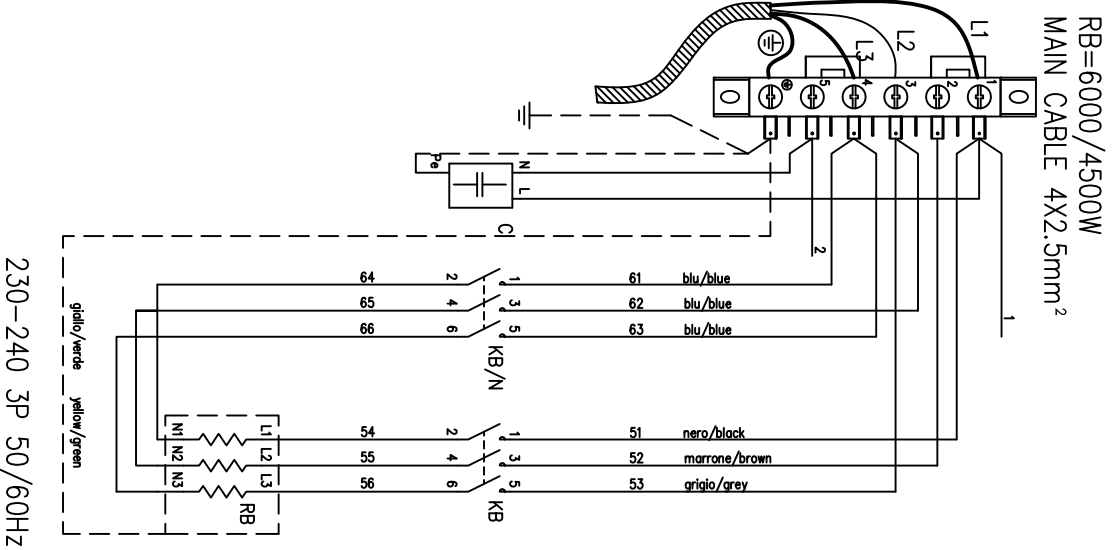 RB=6000/4500W
MAIN CABLE 4X2.5mm²
L1
L2
L3
5 4 3 2 1
Pe
N
L
C
2
1
64 2 1 61 blu/blue
65 4 3 62 blu/blue
66 6 5 63 blu/blue
KB/N
giallo/verde yellow/green
N1 L1 54 2 1 51 nero/black
N2 L2 55 4 3 52 marrone/brown
N3 L3 56 6 5 53 grigio/grey
RB
KB
230-240 3P 50/60Hz